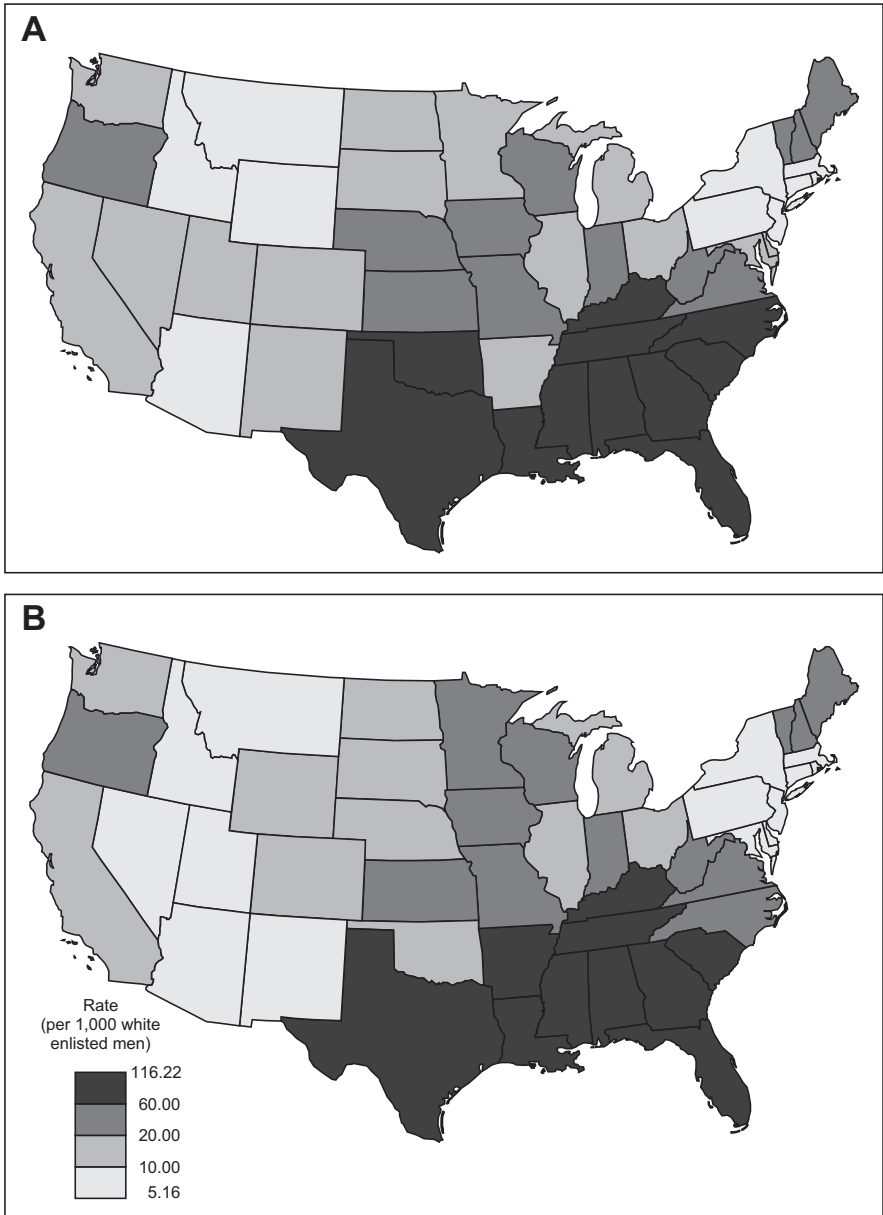 A
B
Rate
(per 1,000 white
enlisted men)
116.22
60.00
20.00
10.00
5.16